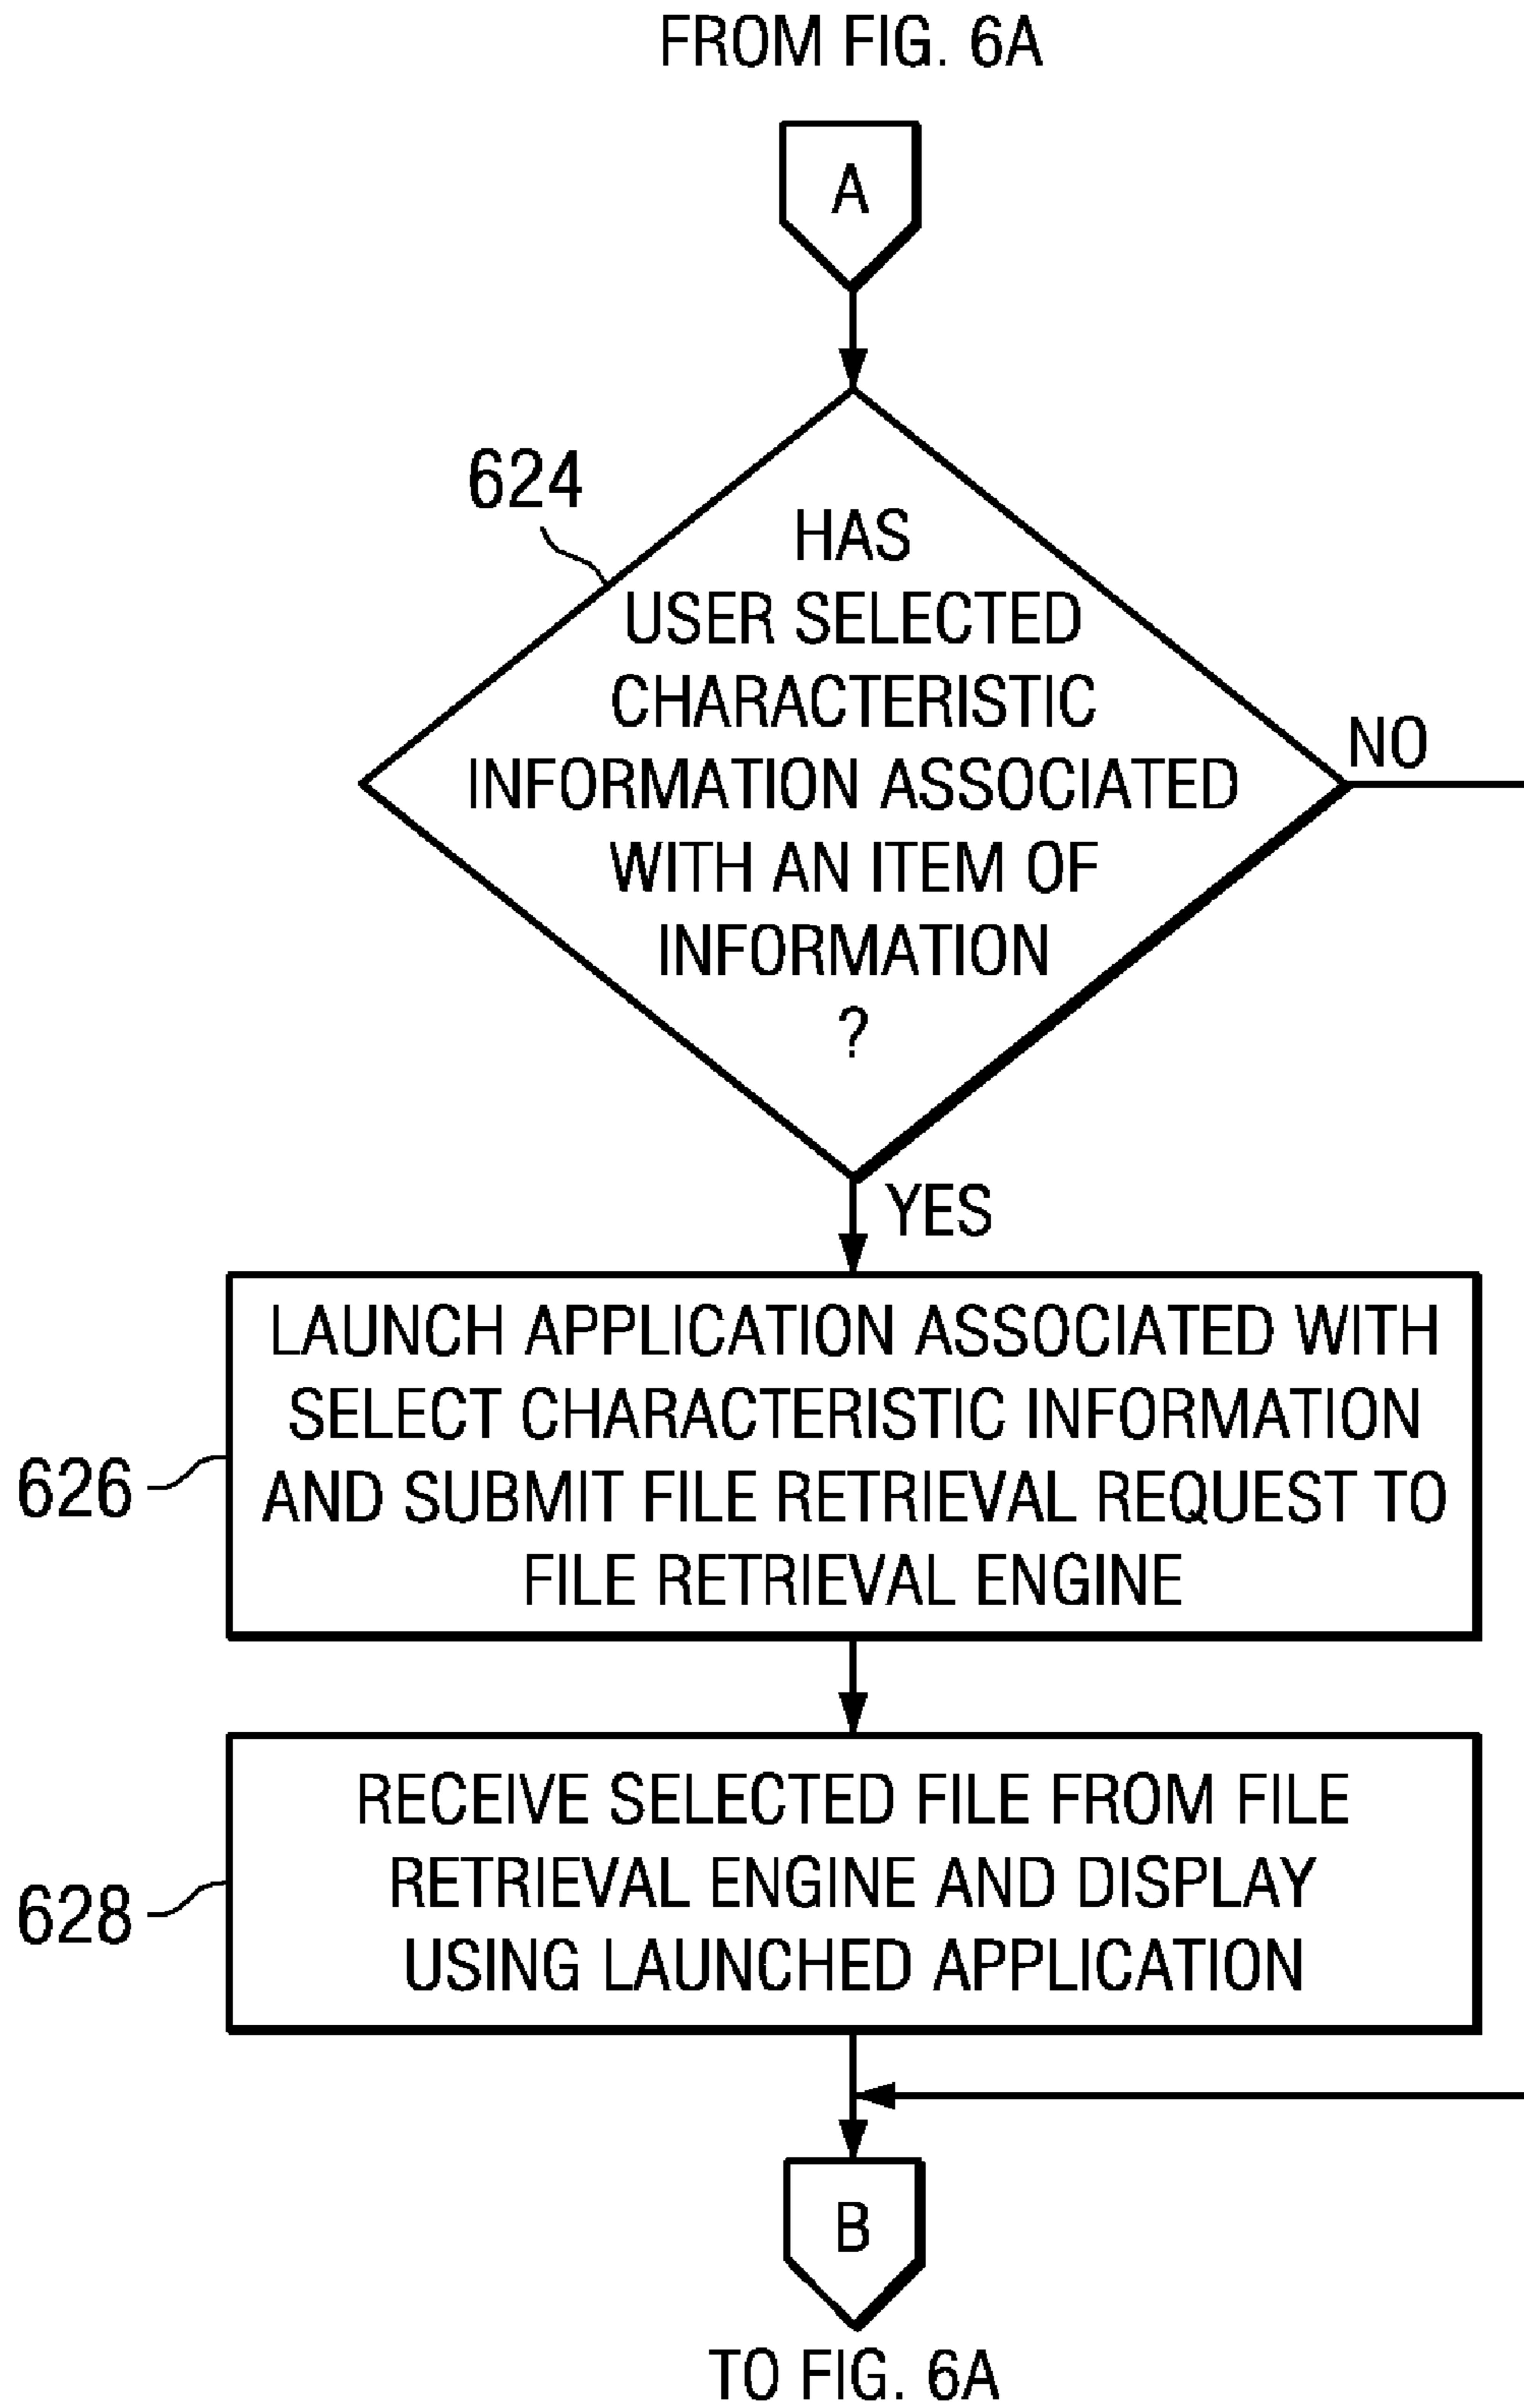 FROM FIG. 6A
A
624
HAS
USER SELECTED
CHARACTERISTIC
INFORMATION ASSOCIATED
WITH AN ITEM OF
INFORMATION
?
NO
YES
LAUNCH APPLICATION ASSOCIATED WITH
SELECT CHARACTERISTIC INFORMATION
AND SUBMIT FILE RETRIEVAL REQUEST TO
FILE RETRIEVAL ENGINE
626
RECEIVE SELECTED FILE FROM FILE
RETRIEVAL ENGINE AND DISPLAY
USING LAUNCHED APPLICATION
628
B
TO FIG. 6A